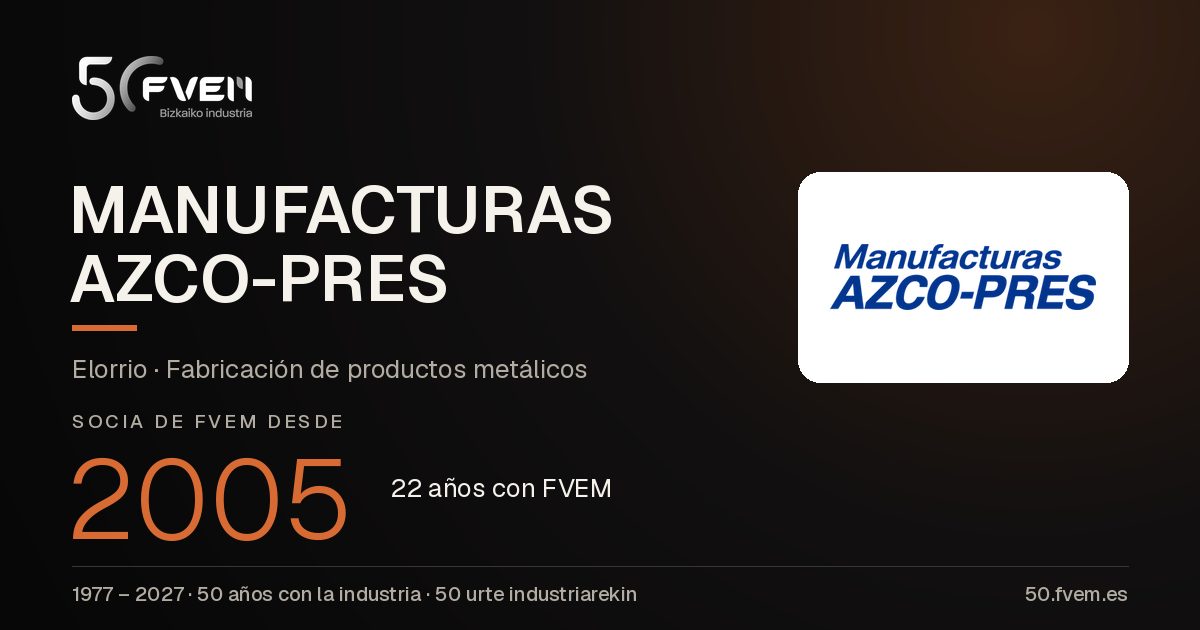 50 FVEM
Bizkaiko industria
MANUFACTURAS
AZCO-PRES
Manufacturas
AZCO-PRES
Elorrio · Fabricación de productos metálicos
SOCIA DE FVEM DESDE
2005
22 años con FVEM
1977 – 2027 · 50 años con la industria · 50 urte industriarekin
50.fvem.es